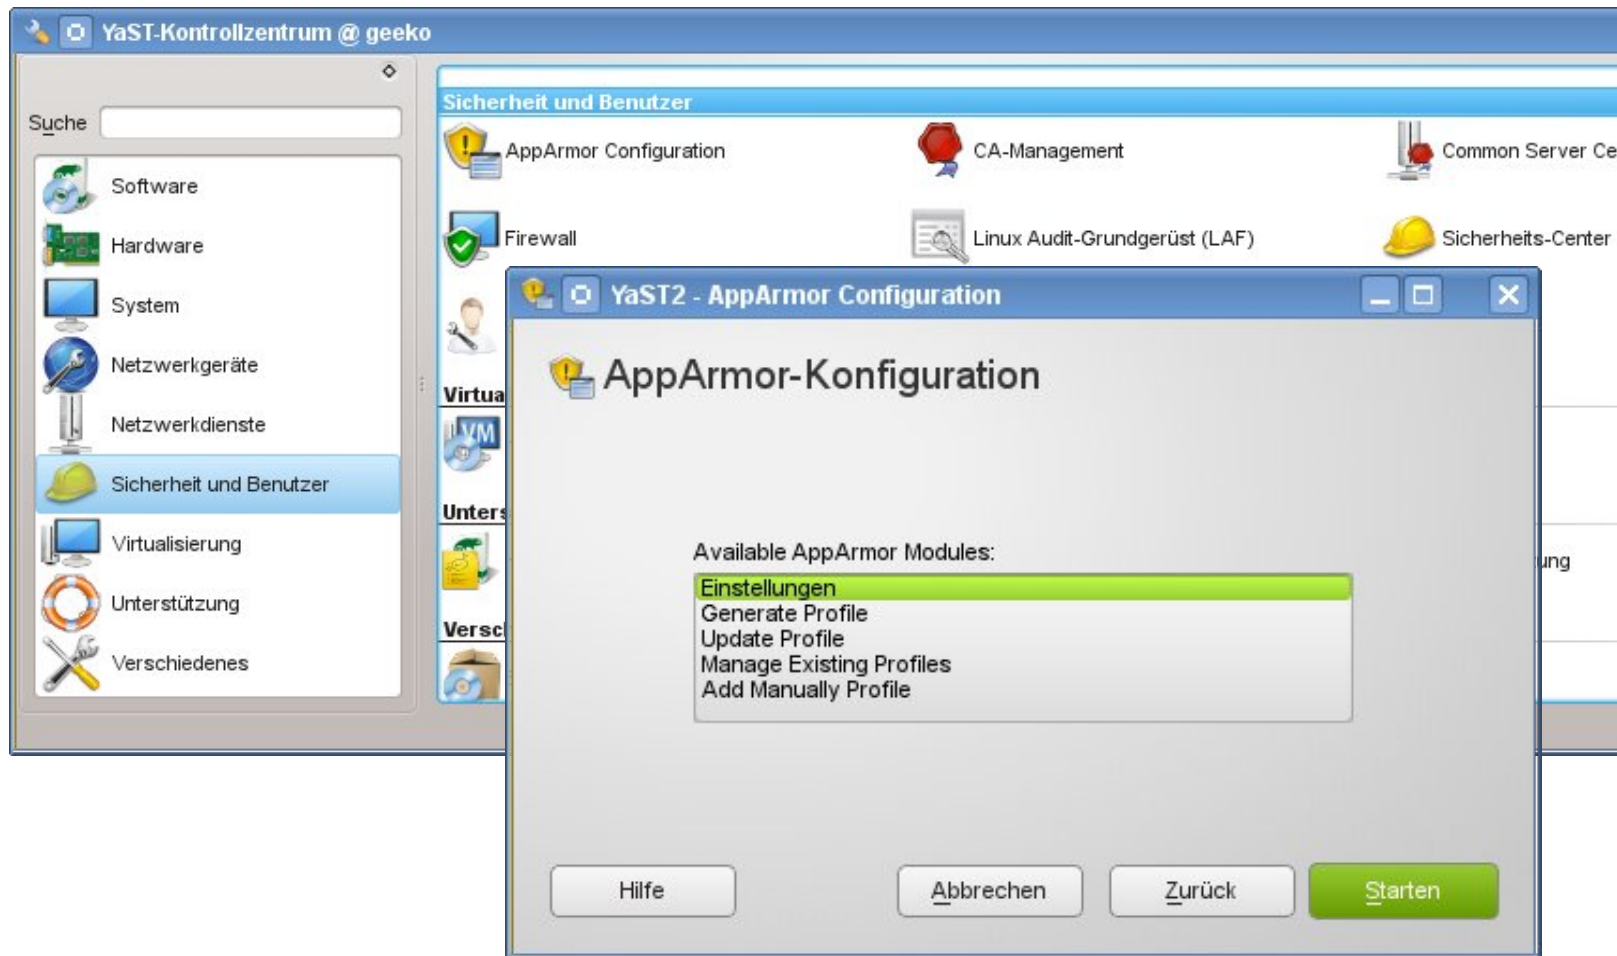 YaST-Kontrollzentrum @ geeko
Suche
Software
Hardware
System
Netzwerkgeräte
Netzwerkdienste
Sicherheit und Benutzer
Virtualisierung
Unterstützung
Verschiedenes
Sicherheit und Benutzer
AppArmor Configuration
CA-Management
Common Server Ce
Firewall
Linux Audit-Grundgerüst (LAF)
Sicherheits-Center
Virtua
VM
Unters
ung
Versc
YaST2 - AppArmor Configuration
AppArmor-Konfiguration
Available AppArmor Modules:
Einstellungen
Generate Profile
Update Profile
Manage Existing Profiles
Add Manually Profile
Hilfe
Abbrechen
Zurück
Starten